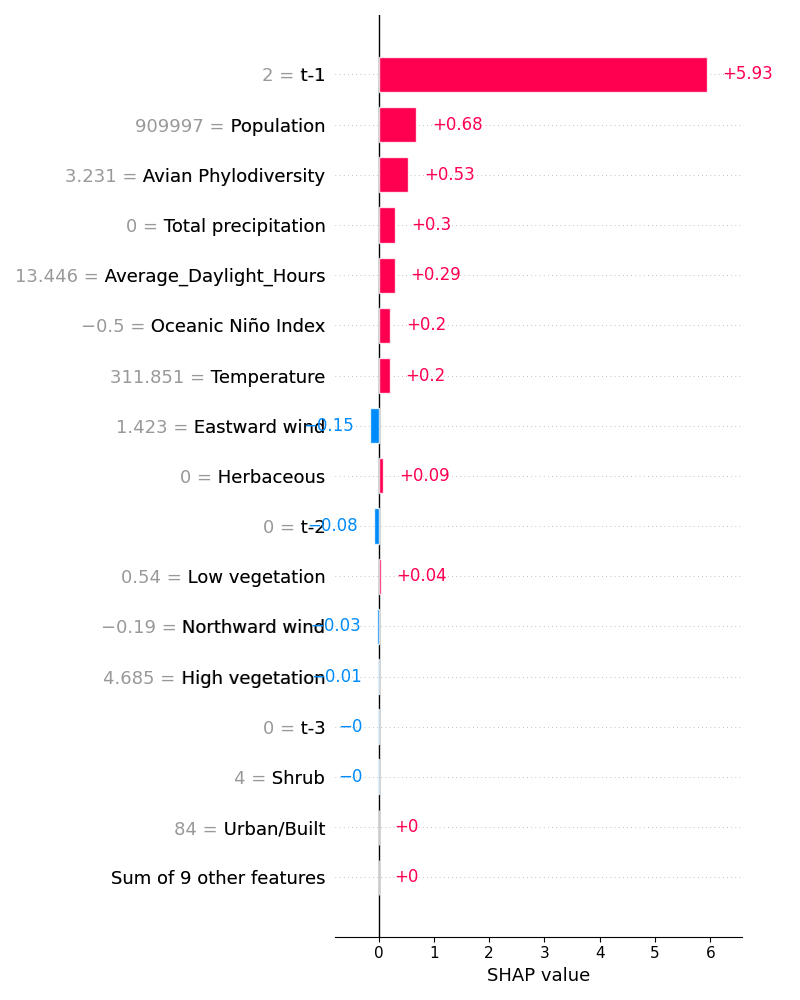 2 = t-1 +5.93
909997 = Population +0.68
3.231 = Avian Phylodiversity +0.53
0 = Total precipitation +0.3
13.446 = Average_Daylight_Hours +0.29
−0.5 = Oceanic Niño Index +0.2
311.851 = Temperature +0.2
1.423 = Eastward wind −0.15
0 = Herbaceous +0.09
0 = t-2 −0.08
0.54 = Low vegetation +0.04
−0.19 = Northward wind −0.03
4.685 = High vegetation −0.01
0 = t-3 −0
4 = Shrub −0
84 = Urban/Built +0
Sum of 9 other features +0
0 1 2 3 4 5 6
SHAP value